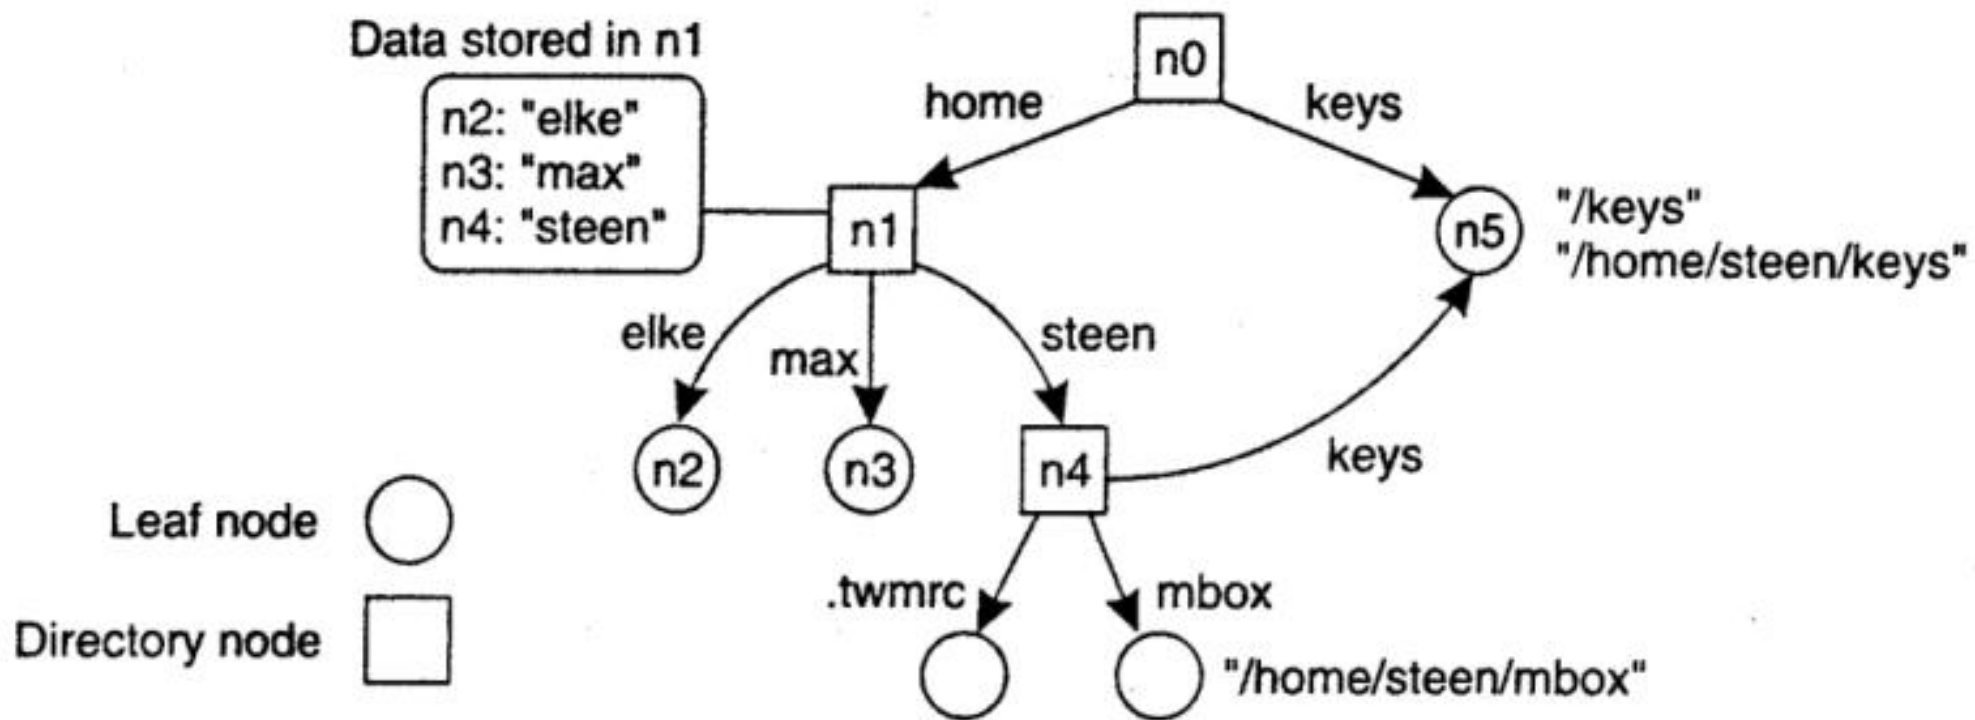 Data stored in n1
n2: "elke"
n3: "max"
n4: "steen"
n0
home
keys
n1
n5
"/keys"
"/home/steen/keys"
elke
max
steen
n2
n3
n4
keys
Leaf node
.twmrc
mbox
Directory node
"/home/steen/mbox"